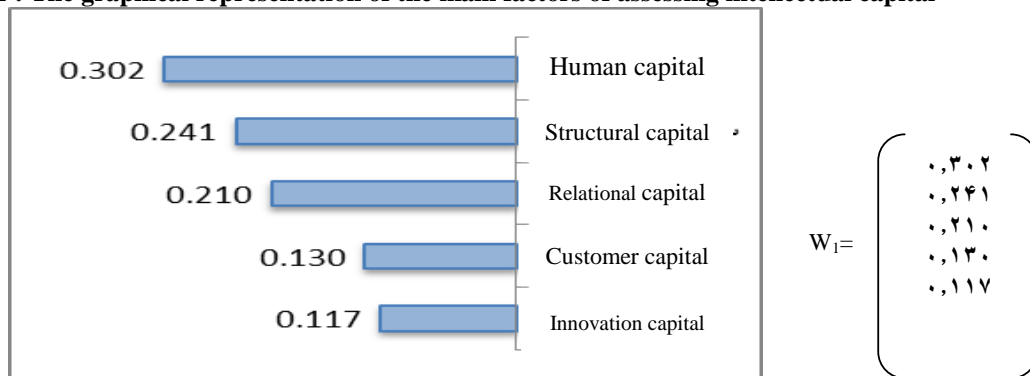 The graphical representation of the main factors of assessing intellectual capital
0.302 Human capital
0.241 Structural capital
0.210 Relational capital
0.130 Customer capital
0.117 Innovation capital
W1=
۰,۳۰۲
۰,۲۴۱
۰,۲۱۰
۰,۱۳۰
۰,۱۱۷